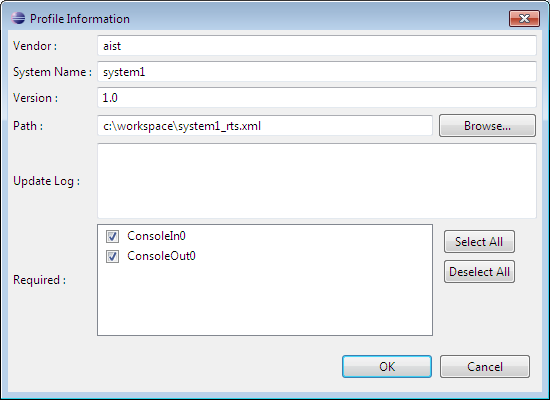 Profile Information
Vendor :
aist
System Name :
system1
Version :
1.0
Path :
c:\workspace\system1_rts.xml
Browse...
Update Log :
Required :
ConsoleIn0
ConsoleOut0
Select All
Deselect All
OK
Cancel